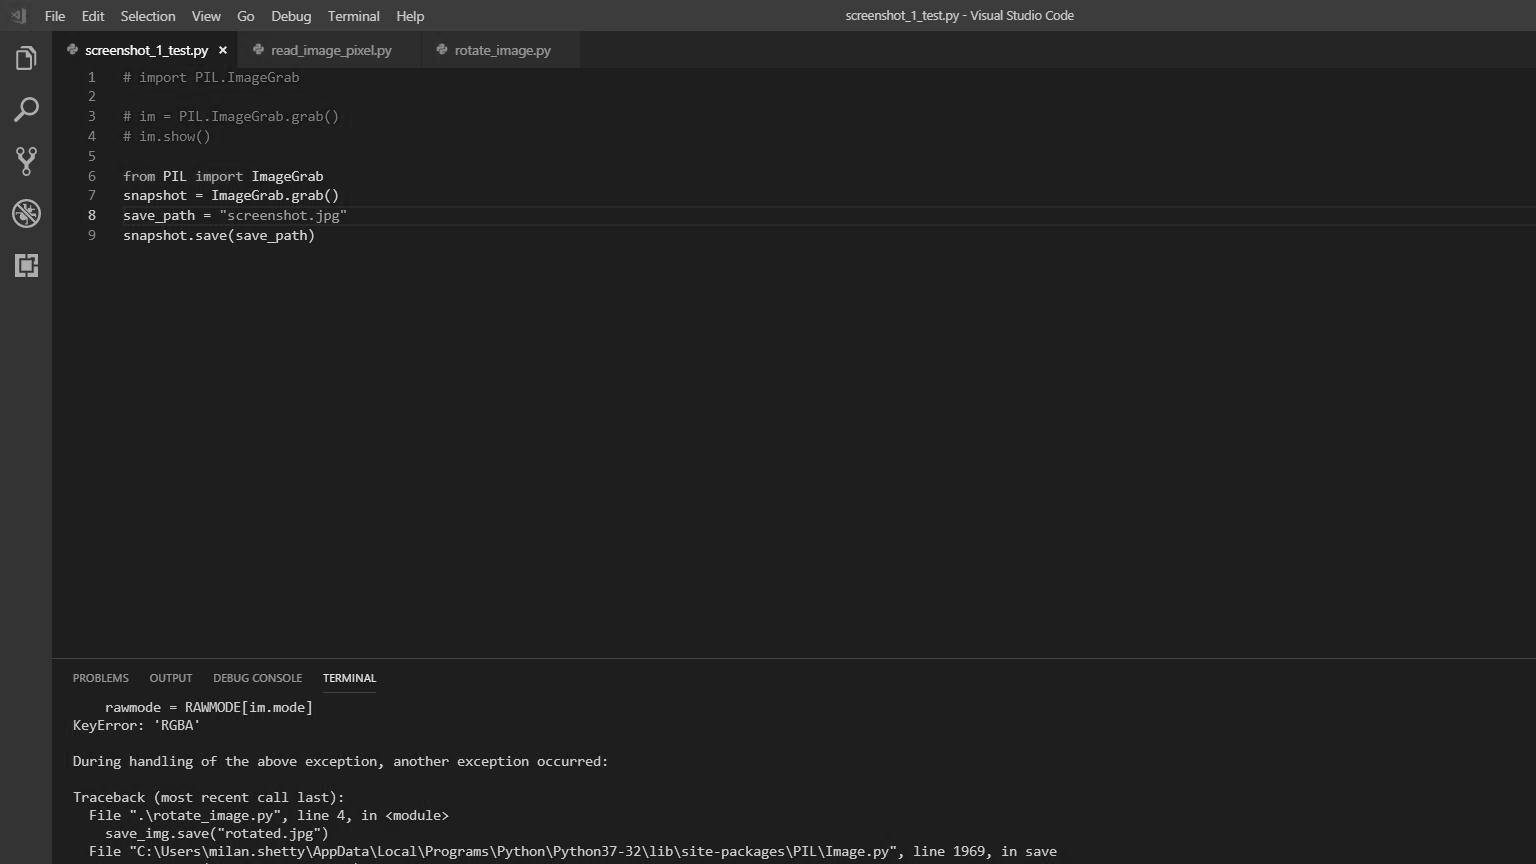 File Edit Selection View Go Debug Terminal Help
screenshot_1_test.py - Visual Studio Code
screenshot_1_test.py × read_image_pixel.py rotate_image.py
1 # import PIL.ImageGrab
2
3 # im = PIL.ImageGrab.grab()
4 # im.show()
5
6 from PIL import ImageGrab
7 snapshot = ImageGrab.grab()
8 save_path = "screenshot.jpg"
9 snapshot.save(save_path)
PROBLEMS OUTPUT DEBUG CONSOLE TERMINAL
rawmode = RAWMODE[im.mode]
KeyError: 'RGBA'
During handling of the above exception, another exception occurred:
Traceback (most recent call last):
File ".\rotate_image.py", line 4, in <module>
save_img.save("rotated.jpg")
File "C:\Users\milan.shetty\AppData\Local\Programs\Python\Python37-32\lib\site-packages\PIL\Image.py", line 1969, in save